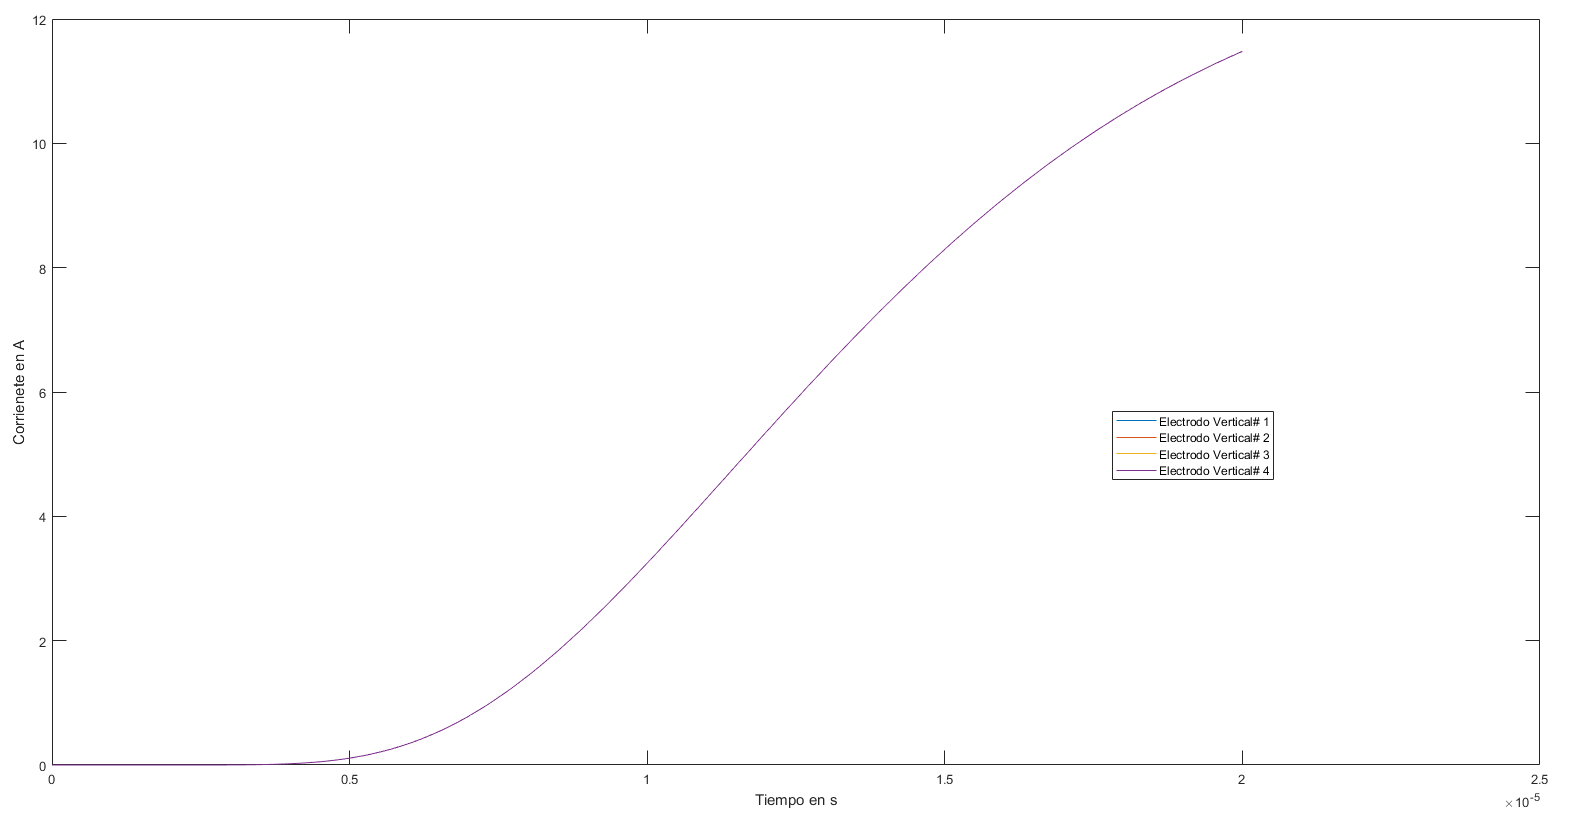 12
10
8
6
4
2
0
Corrienete en A
Electrodo Vertical# 1
Electrodo Vertical# 2
Electrodo Vertical# 3
Electrodo Vertical# 4
0 0.5 1 1.5 2 2.5
Tiempo en s
×10-5